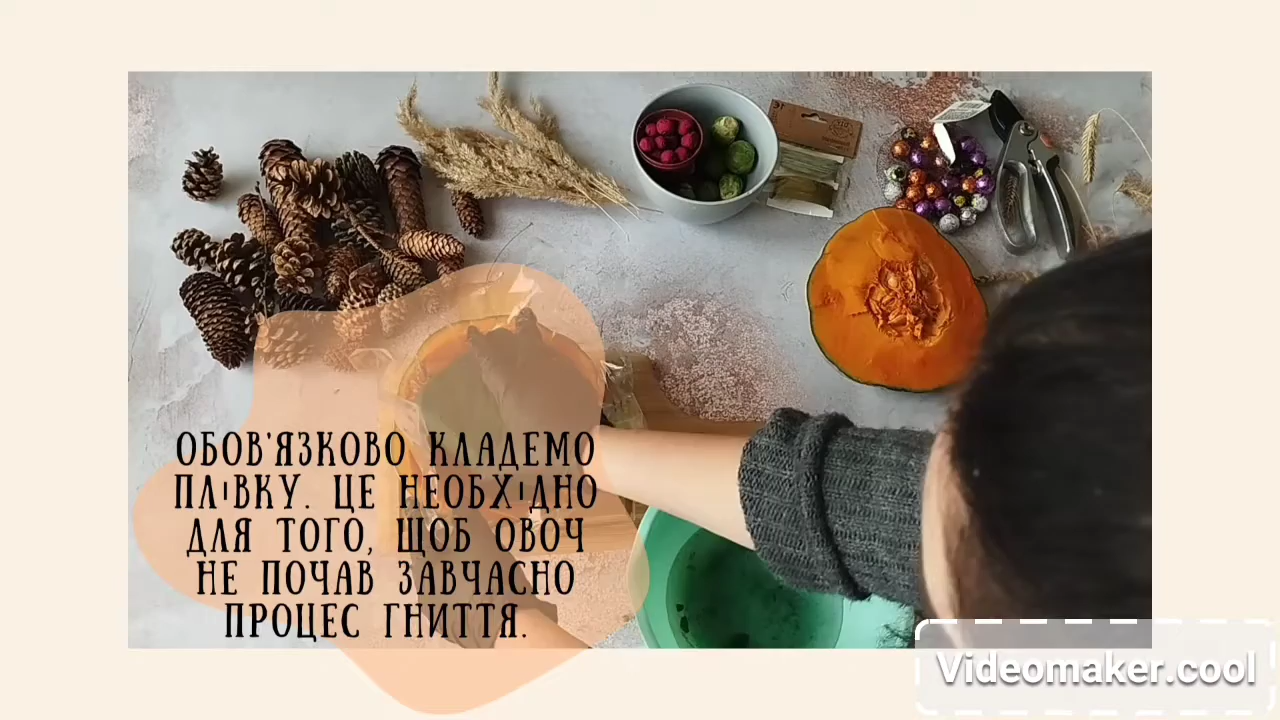 ОБОВ'ЯЗКОВО КЛАДЕМО
ПЛІВКУ. ЦЕ НЕОБХІДНО
ДЛЯ ТОГО, ЩОБ ОВОЧ
НЕ ПОЧАВ ЗАВЧАСНО
ПРОЦЕС ГНИТТЯ.
Videomaker.cool